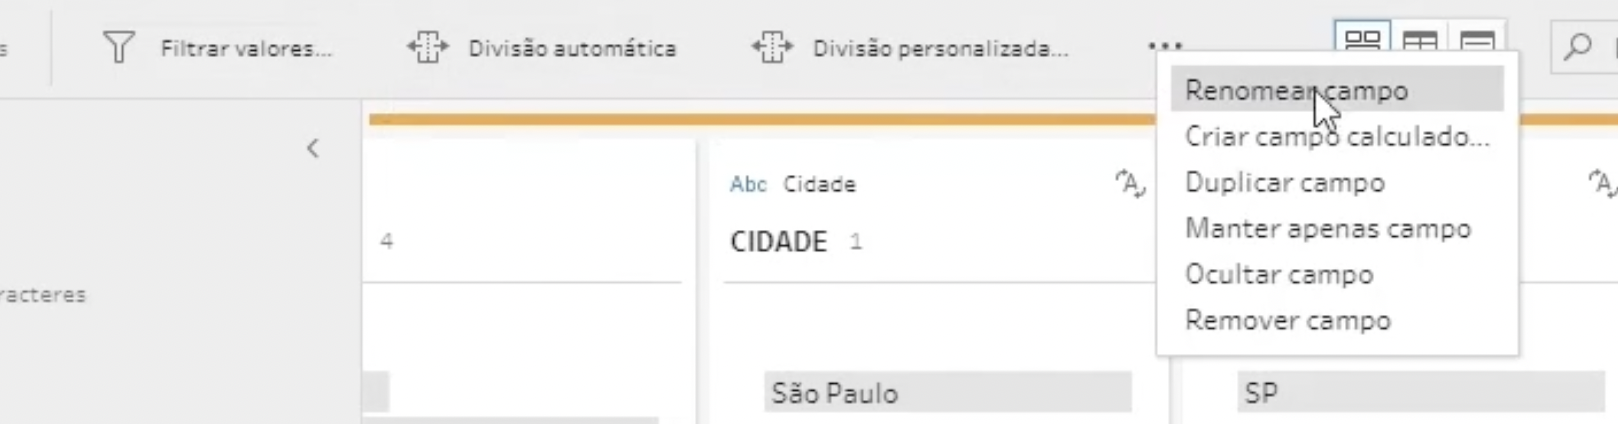 s Filtrar valores... Divisão automática Divisão personalizada... ...
Renomear campo
Criar campo calculado...
Duplicar campo
Manter apenas campo
Ocultar campo
Remover campo
Abc Cidade
4
CIDADE 1
racteres
São Paulo
SP